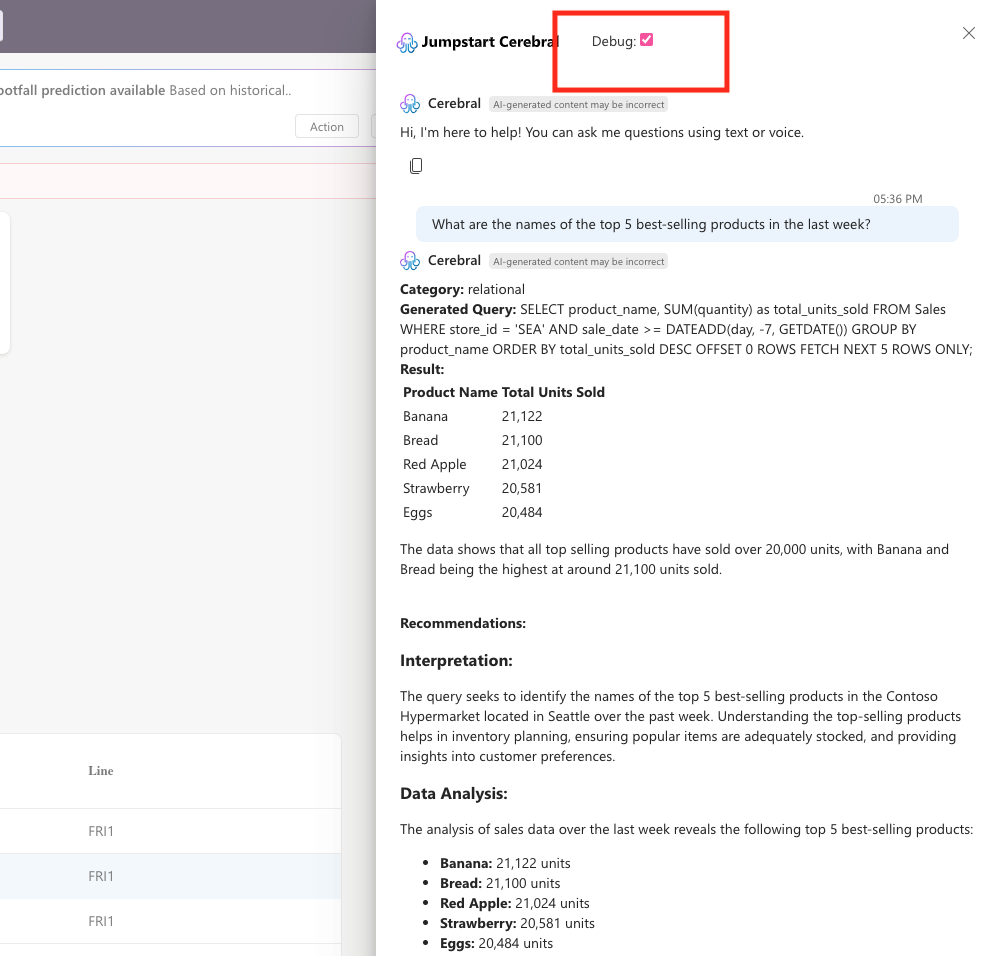 Jumpstart Cerebral
Debug:
ootfall prediction available Based on historical..
Action
Cerebral AI-generated content may be incorrect
Hi, I'm here to help! You can ask me questions using text or voice.
05:36 PM
What are the names of the top 5 best-selling products in the last week?
Cerebral AI-generated content may be incorrect
Category: relational
Generated Query: SELECT product_name, SUM(quantity) as total_units_sold FROM Sales
WHERE store_id = 'SEA' AND sale_date >= DATEADD(day, -7, GETDATE()) GROUP BY
product_name ORDER BY total_units_sold DESC OFFSET 0 ROWS FETCH NEXT 5 ROWS ONLY;
Result:
Product Name Total Units Sold
Banana 21,122
Bread 21,100
Red Apple 21,024
Strawberry 20,581
Eggs 20,484
The data shows that all top selling products have sold over 20,000 units, with Banana and
Bread being the highest at around 21,100 units sold.
Recommendations:
Interpretation:
The query seeks to identify the names of the top 5 best-selling products in the Contoso
Hypermarket located in Seattle over the past week. Understanding the top-selling products
helps in inventory planning, ensuring popular items are adequately stocked, and providing
insights into customer preferences.
Data Analysis:
The analysis of sales data over the last week reveals the following top 5 best-selling products:
• Banana: 21,122 units
• Bread: 21,100 units
• Red Apple: 21,024 units
• Strawberry: 20,581 units
• Eggs: 20,484 units
Line
FRI1
FRI1
FRI1